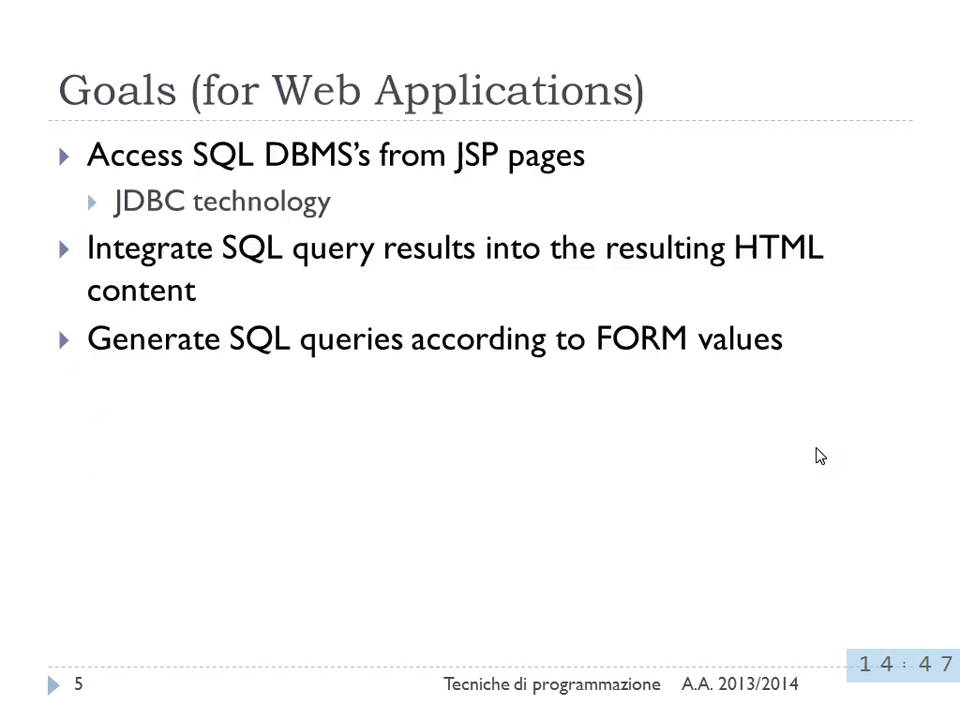 Goals (for Web Applications)
Access SQL DBMS’s from JSP pages
JDBC technology
Integrate SQL query results into the resulting HTML
content
Generate SQL queries according to FORM values
5 Tecniche di programmazione A.A. 2013/2014
14:47